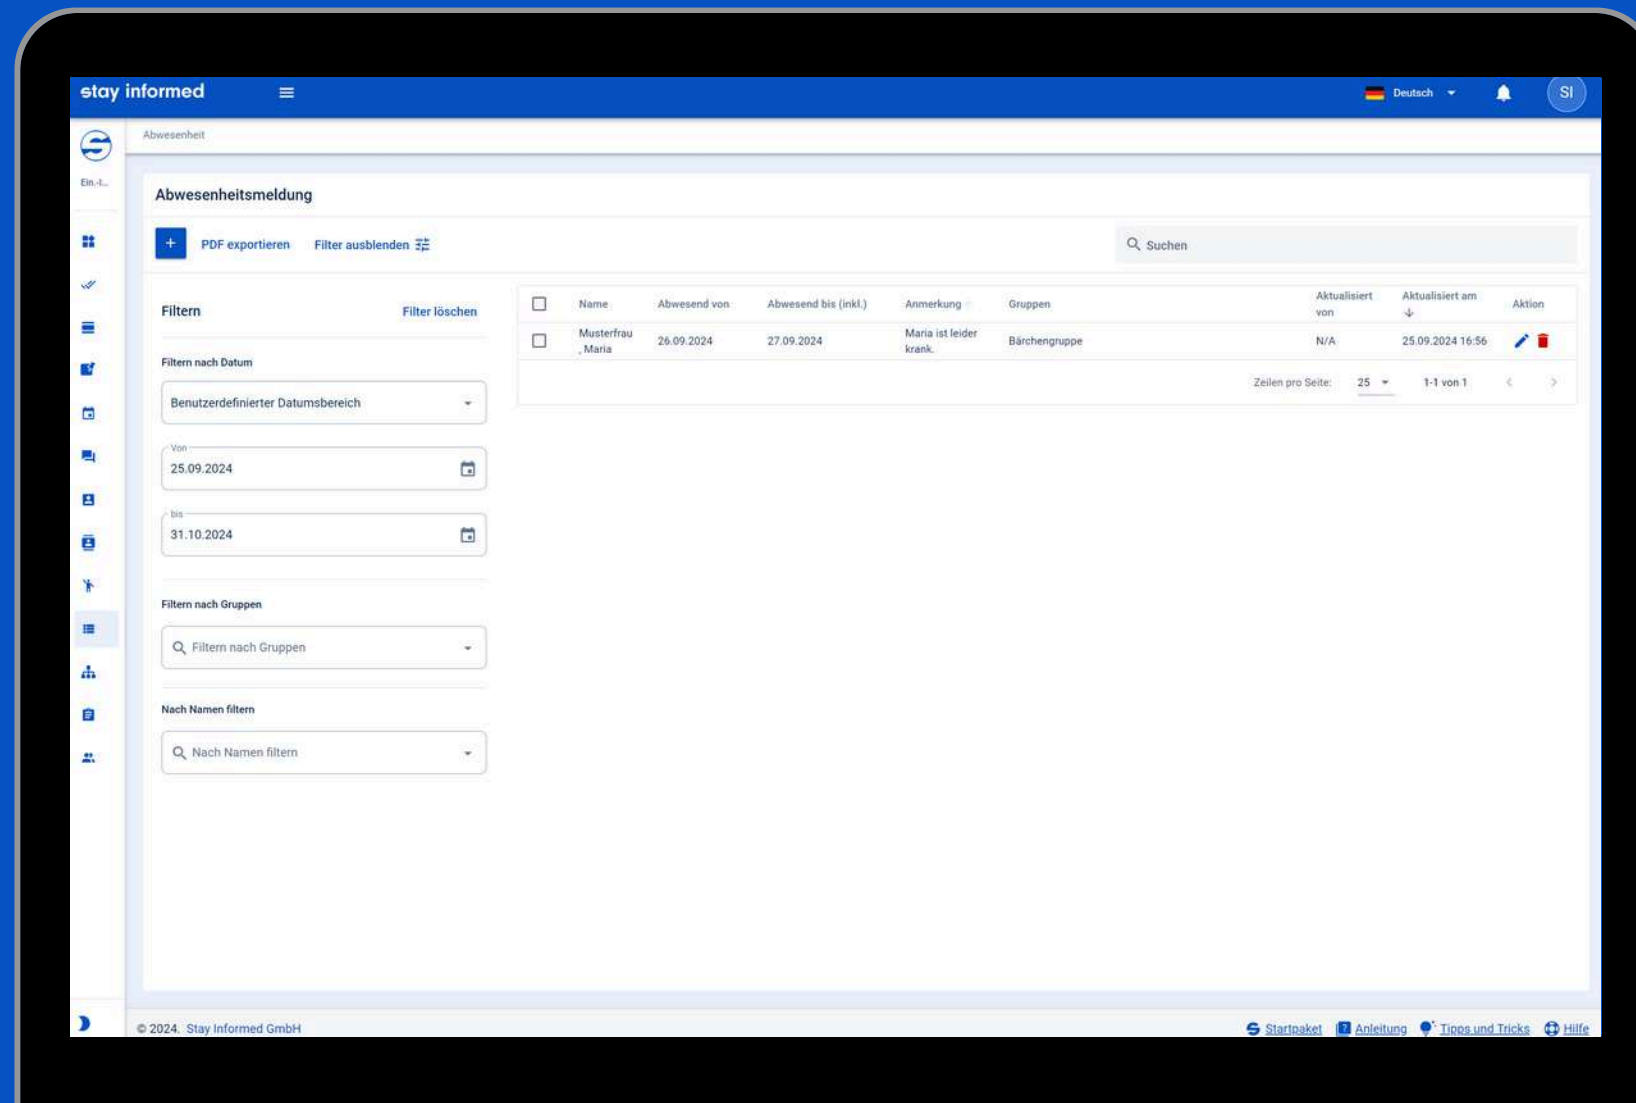 stay informed
Deutsch
SI
Abwesenheit
Ein.-I...
Abwesenheitsmeldung
+ PDF exportieren Filter ausblenden
Suchen
Filtern Filter löschen
Filtern nach Datum
Benutzerdefinierter Datumsbereich
Von
25.09.2024
bis
31.10.2024
Filtern nach Gruppen
Filtern nach Gruppen
Nach Namen filtern
Nach Namen filtern
Name Abwesend von Abwesend bis (inkl.) Anmerkung Gruppen Aktualisiert von Aktualisiert am Aktion
Musterfrau
, Maria
26.09.2024
27.09.2024
Maria ist leider
krank.
Bärchengruppe
N/A
25.09.2024 16:56
Zeilen pro Seite: 25 1-1 von 1
© 2024. Stay Informed GmbH
Startpaket Anleitung Tipps und Tricks Hilfe